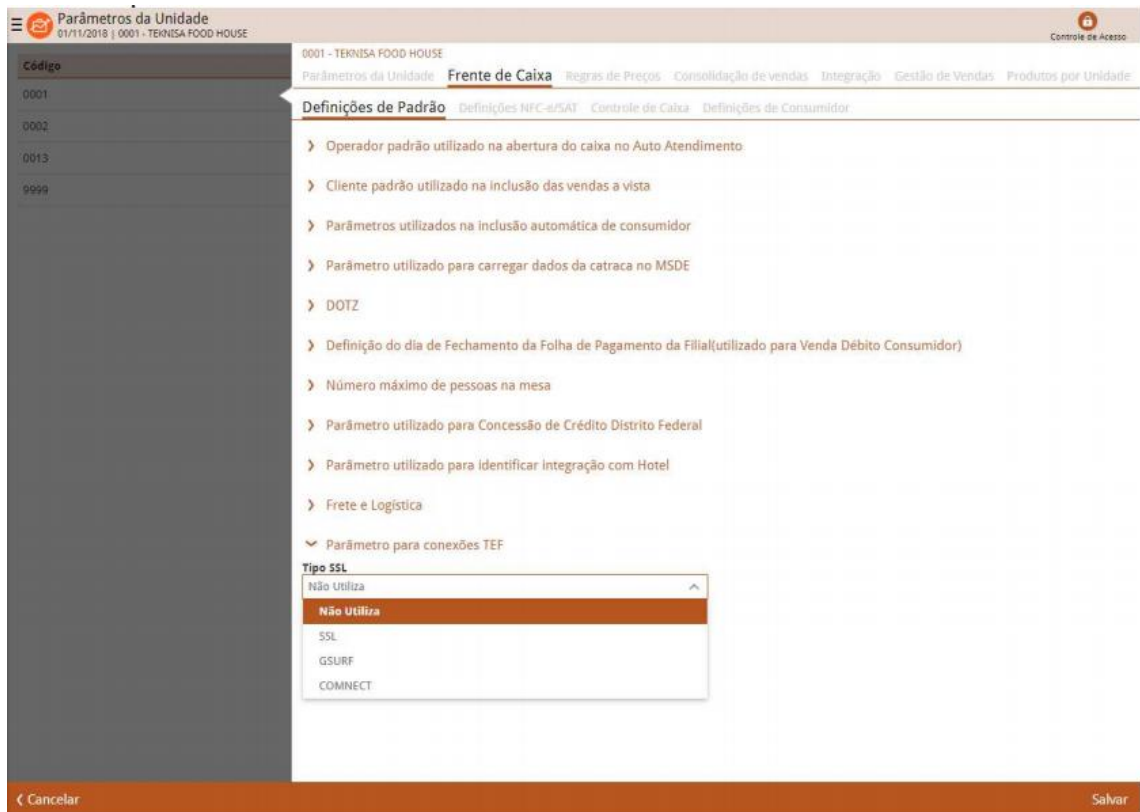 Parâmetros da Unidade
01/11/2018 | 0001 - TEKNISA FOOD HOUSE
Controle de Acesso
Código
0001
0002
0013
9999
0001 - TEKNISA FOOD HOUSE
Parâmetros da Unidade Frente de Caixa Regras de Preços Consolidação de vendas Integração Gestão de Vendas Produtos por Unidade
Definições de Padrão Definições NFC-e/SAT Controle de Caixa Definições de Consumidor
Operador padrão utilizado na abertura do caixa no Auto Atendimento
Cliente padrão utilizado na inclusão das vendas a vista
Parâmetros utilizados na inclusão automática de consumidor
Parâmetro utilizado para carregar dados da catraca no MSDE
DOTZ
Definição do dia de Fechamento da Folha de Pagamento da Filial(utilizado para Venda Débito Consumidor)
Número máximo de pessoas na mesa
Parâmetro utilizado para Concessão de Crédito Distrito Federal
Parâmetro utilizado para identificar integração com Hotel
Frete e Logística
Parâmetro para conexões TEF
Tipo SSL
Não Utiliza
Não Utiliza
SSL
GSURF
COMNECT
Cancelar
Salvar